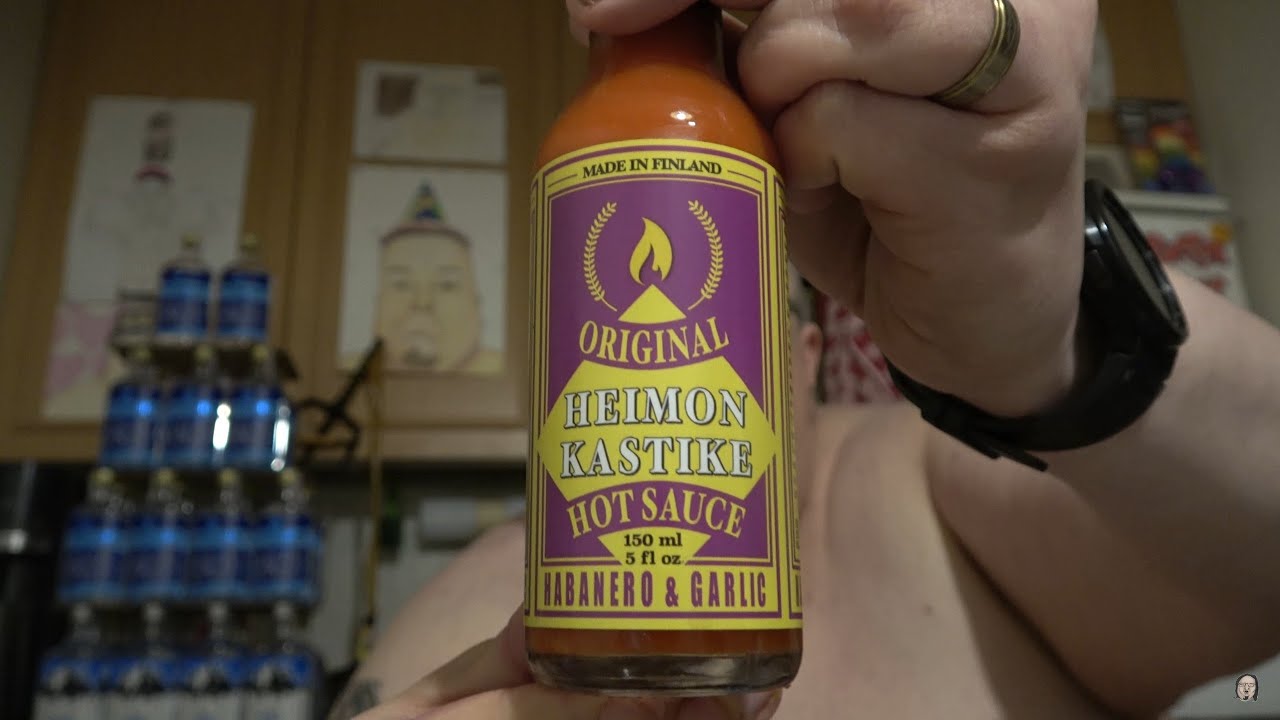 MADE IN FINLAND
ORIGINAL
HEIMON
KASTIKE
HOT SAUCE
150 ml
5 fl oz
HABANERO & GARLIC